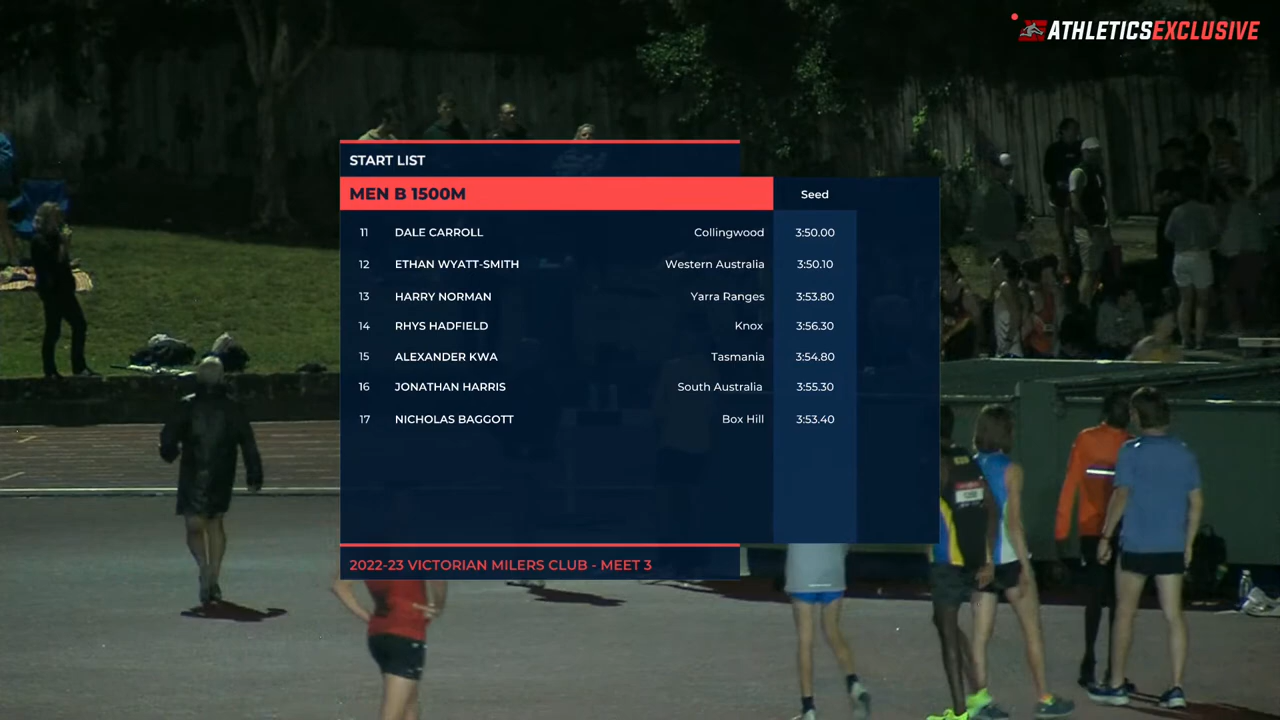 ATHLETICSEXCLUSIVE
START LIST
MEN B 1500M Seed
11 DALE CARROLL Collingwood 3:50.00
12 ETHAN WYATT-SMITH Western Australia 3:50.10
13 HARRY NORMAN Yarra Ranges 3:53.80
14 RHYS HADFIELD Knox 3:56.30
15 ALEXANDER KWA Tasmania 3:54.80
16 JONATHAN HARRIS South Australia 3:55.30
17 NICHOLAS BAGGOTT Box Hill 3:53.40
2022-23 VICTORIAN MILERS CLUB - MEET 3